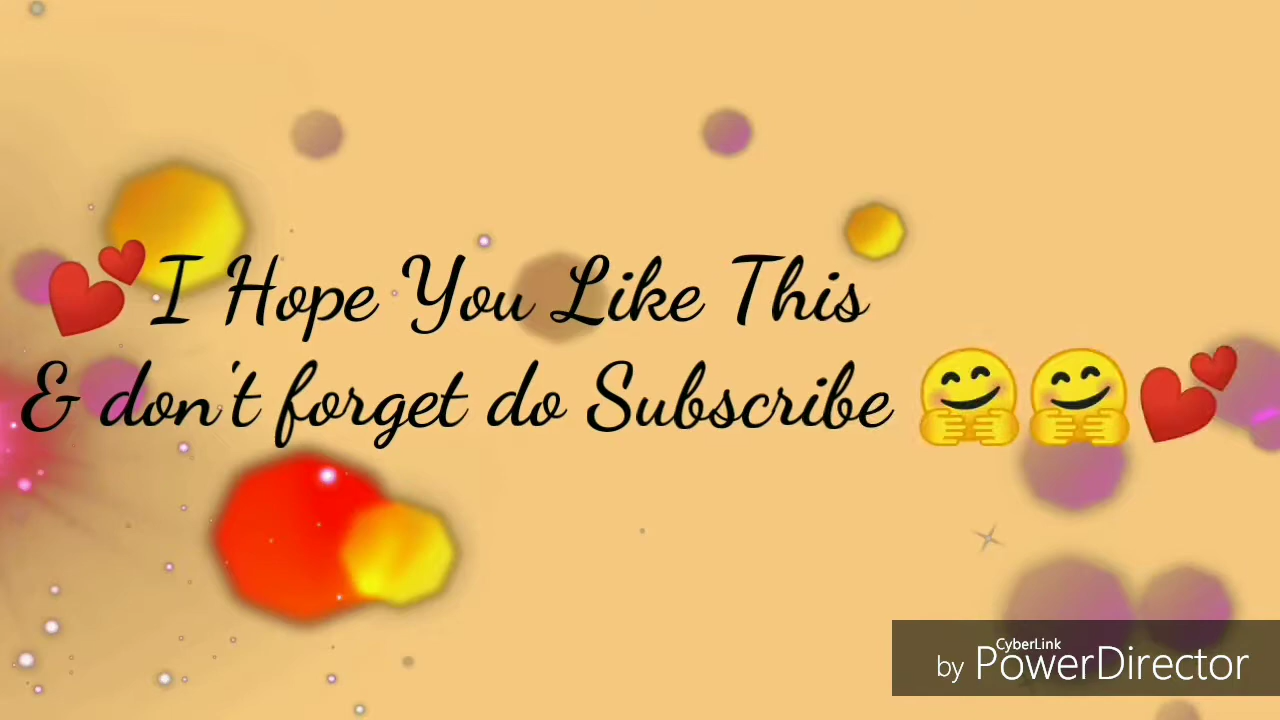 💕I Hope You Like This
& don't forget do Subscribe 🤗🤗💕
CyberLink
by PowerDirector